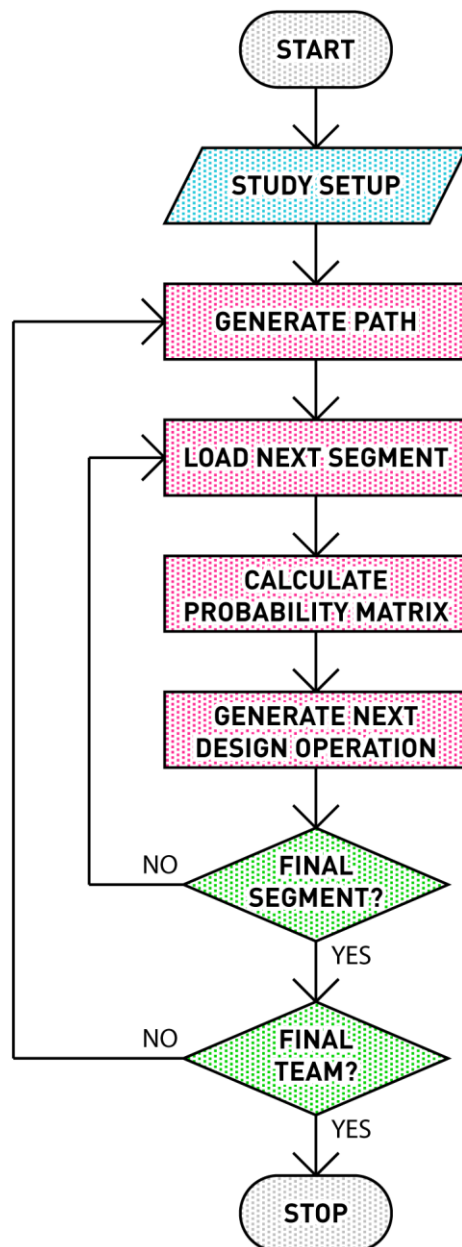 START
STUDY SETUP
GENERATE PATH
LOAD NEXT SEGMENT
CALCULATE
PROBABILITY MATRIX
GENERATE NEXT
DESIGN OPERATION
NO
FINAL
SEGMENT?
YES
NO
FINAL
TEAM?
YES
STOP